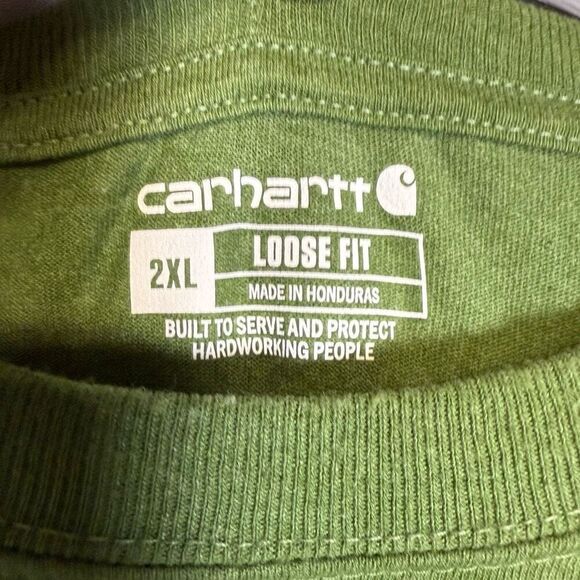 carhartt
2XL
LOOSE FIT
MADE IN HONDURAS
BUILT TO SERVE AND PROTECT
HARDWORKING PEOPLE